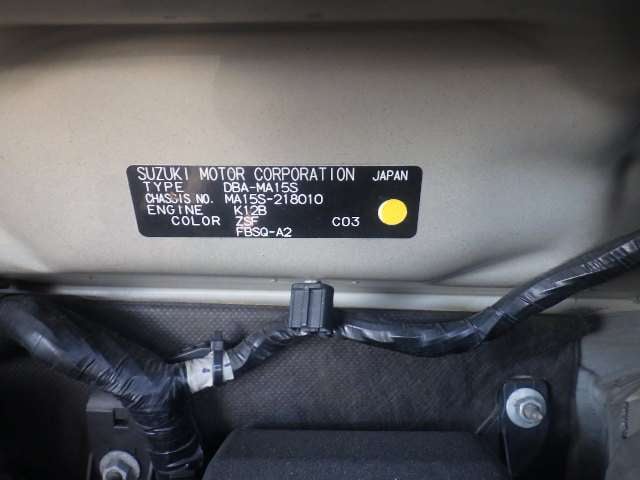 SUZUKI MOTOR CORPORATION JAPAN
TYPE DBA-MA15S
CHASSIS NO. MA15S-218010
ENGINE K12B
COLOR ZSF C03
FBSQ-A2